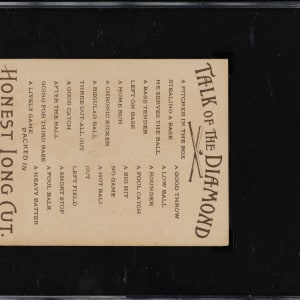 TALK OF THE DIAMOND
A PITCHER IN THE BOX
STEALING A BASE
HE SERVES THE BALL
A BASE TENDER
LEFT ON BASE
A HOME RUN
A CHRONIC KICKER
A REGULAR BALL
THREE CUT-ALL OUT
A GOOD CATCH
AFTER THE BALL
GOING FOR THIRD BASE
A LIVELY GAME
A GOOD THROW
A LOW BALL
A ROUNDER
A FOUL CATCH
A BIG HIT
NO GAME
A HOT BALL
OUT
LEFT FIELD
A SHORT STOP
A FOUL BALK
A HEAVY BATTER
PACKED IN
HONEST LONG CUT.